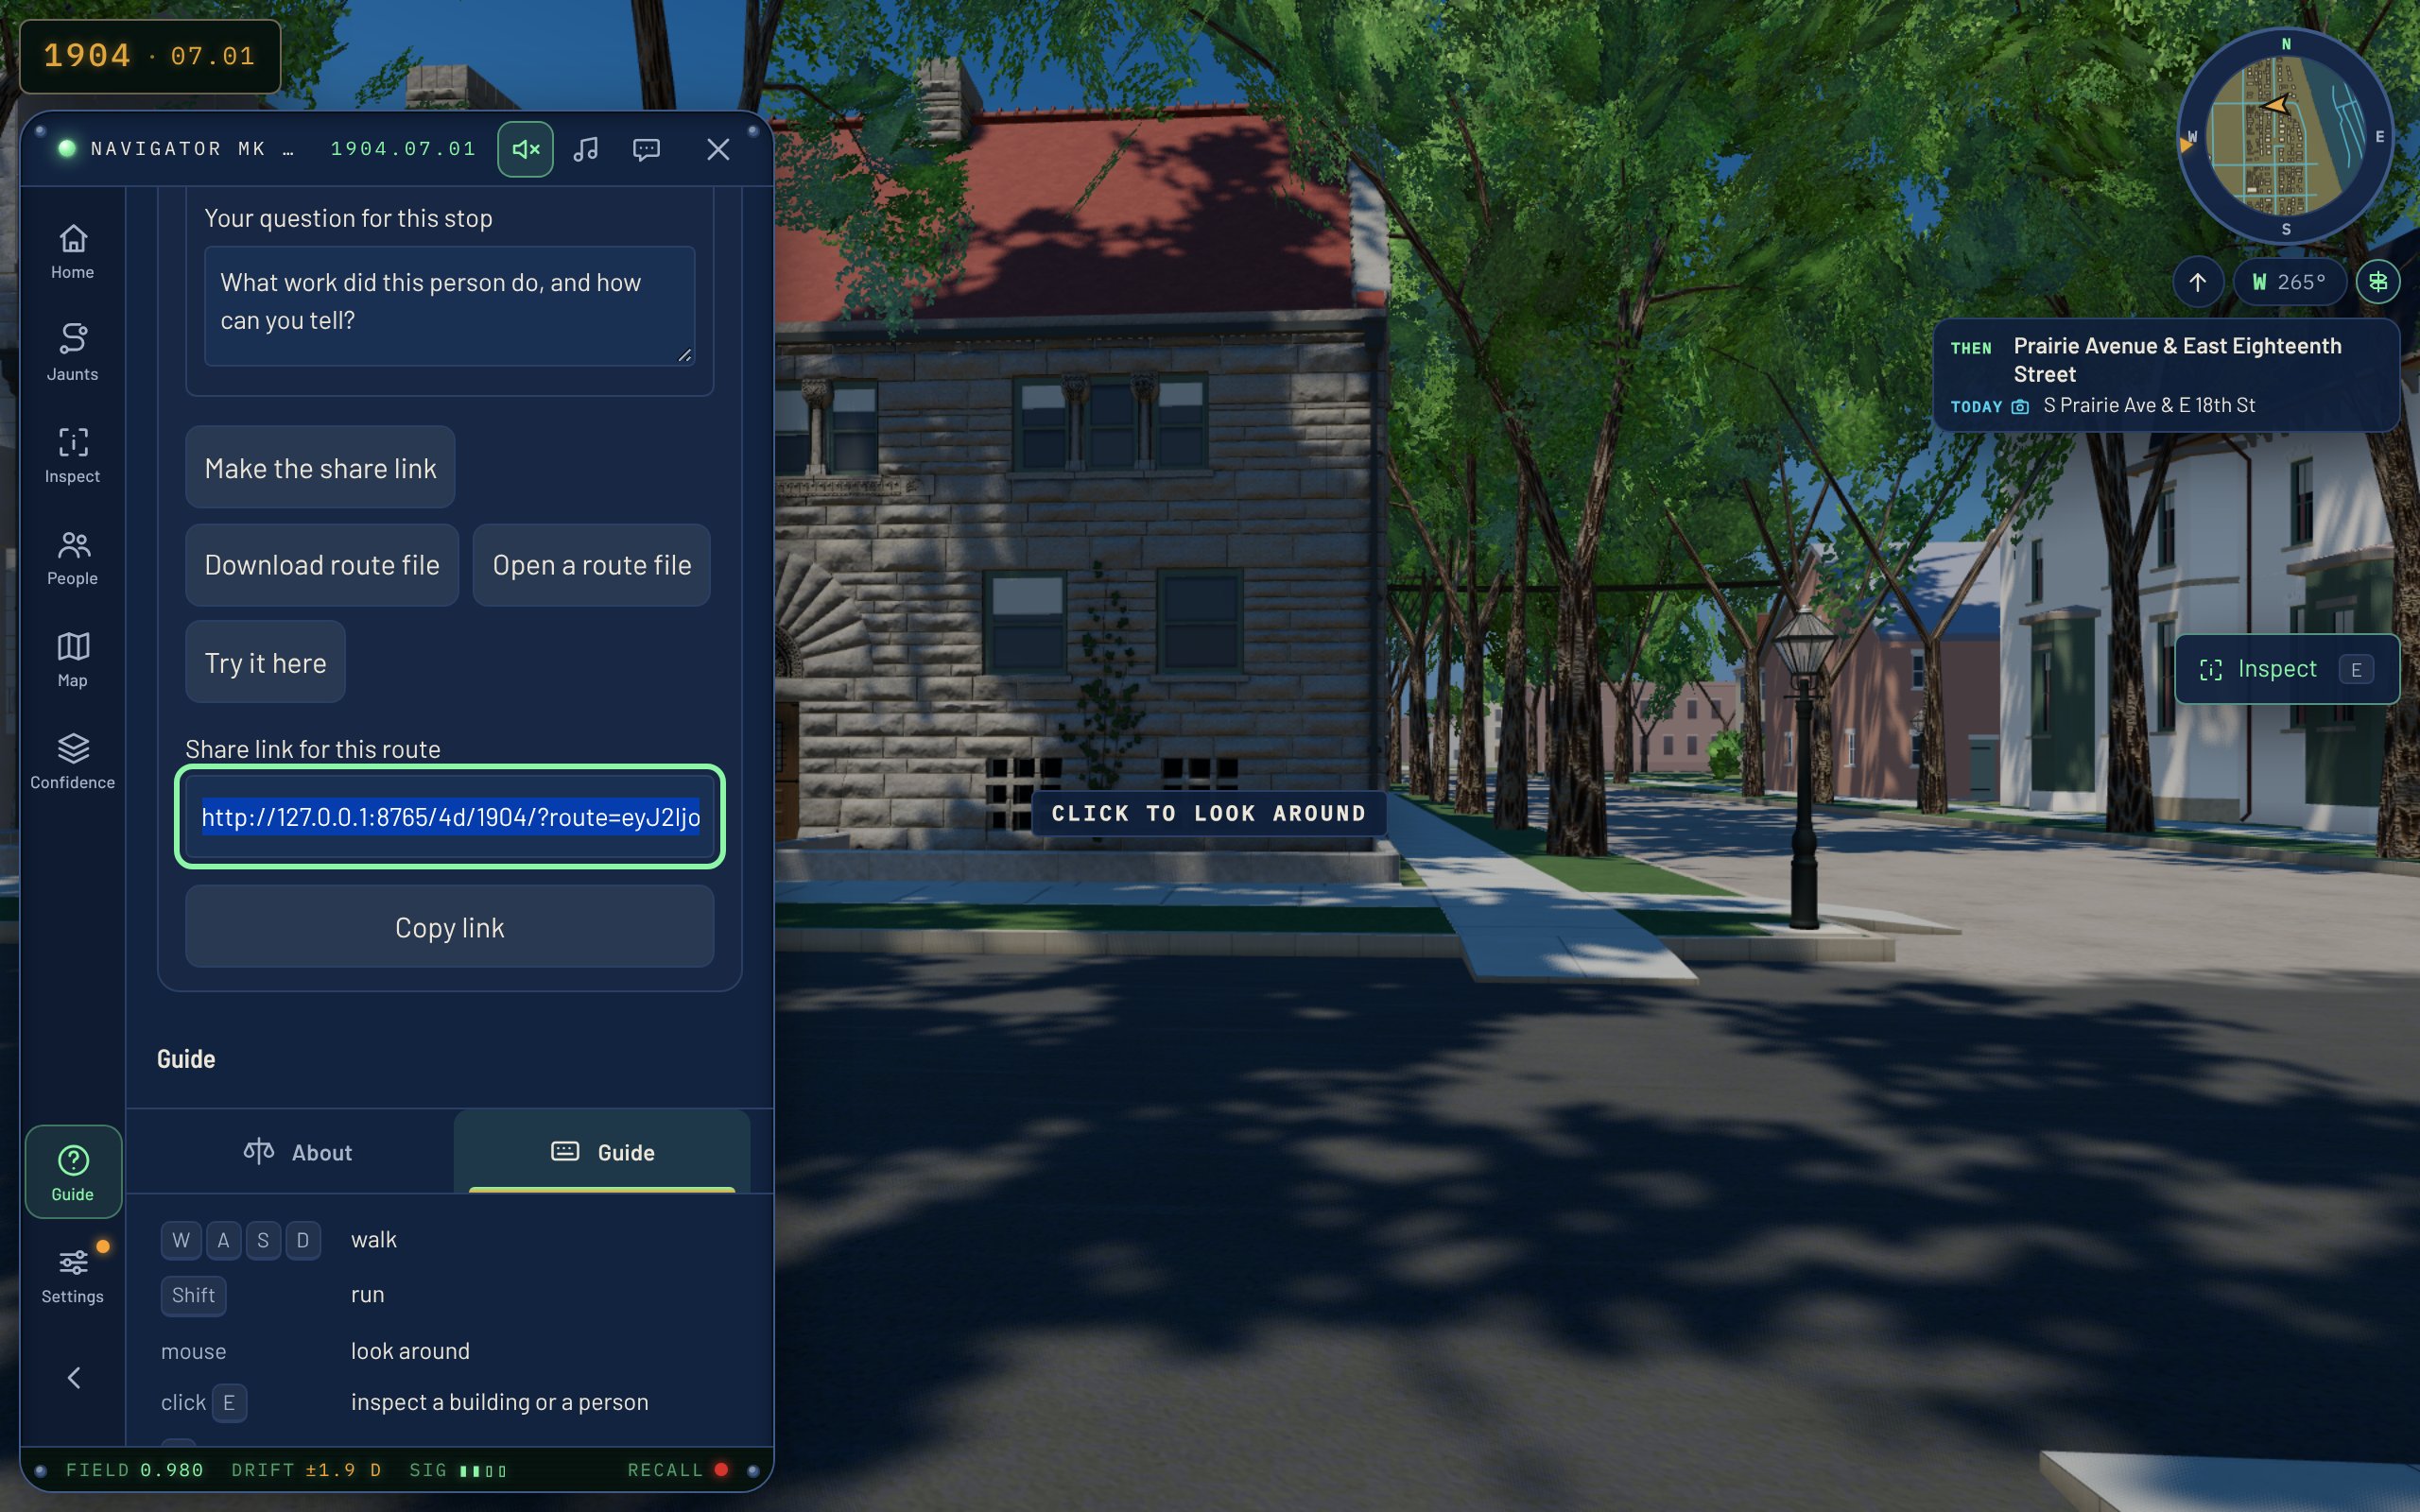 1904 · 07.01
NAVIGATOR MK … 1904.07.01
Home
Jaunts
Inspect
People
Map
Confidence
Guide
Settings
Your question for this stop
What work did this person do, and how
can you tell?
Make the share link
Download route file Open a route file
Try it here
Share link for this route
http://127.0.0.1:8765/4d/1904/?route=eyJ2Ijo
Copy link
Guide
About Guide
W A S D walk
Shift run
mouse look around
click E inspect a building or a person
FIELD 0.980 DRIFT ±1.9 D SIG RECALL
CLICK TO LOOK AROUND
N
W E
S
W 265°
THEN Prairie Avenue & East Eighteenth
Street
TODAY S Prairie Ave & E 18th St
Inspect E